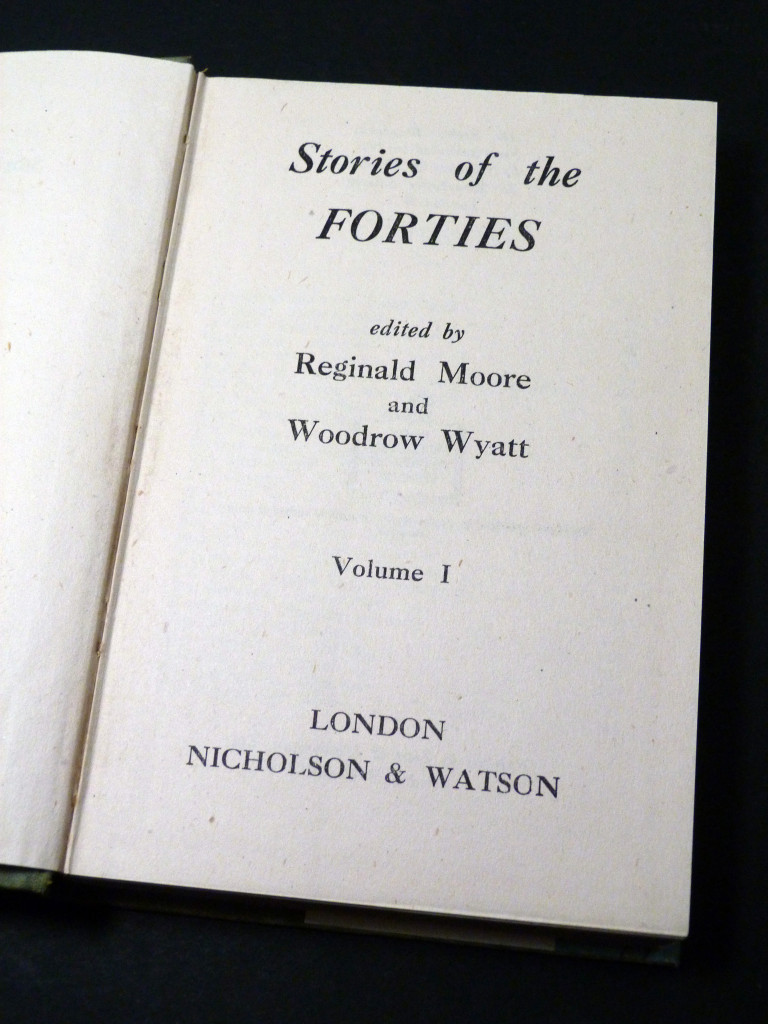 Stories of the
FORTIES
edited by
Reginald Moore
and
Woodrow Wyatt
Volume I
LONDON
NICHOLSON & WATSON